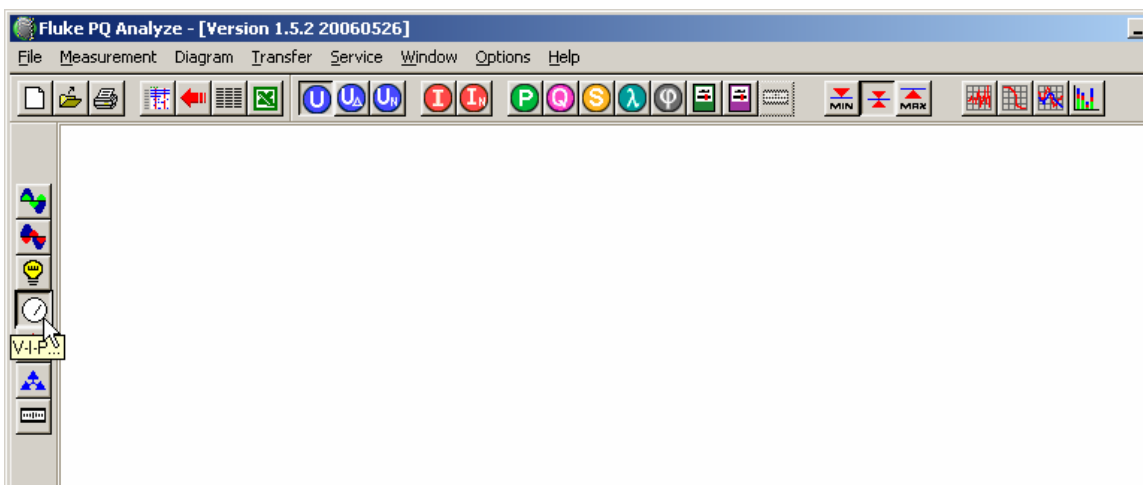 Fluke PQ Analyze - [Version 1.5.2 20060526]
File Measurement Diagram Transfer Service Window Options Help
U UΔ UN I IN P Q S λ φ MIN MAX
V-I-P...